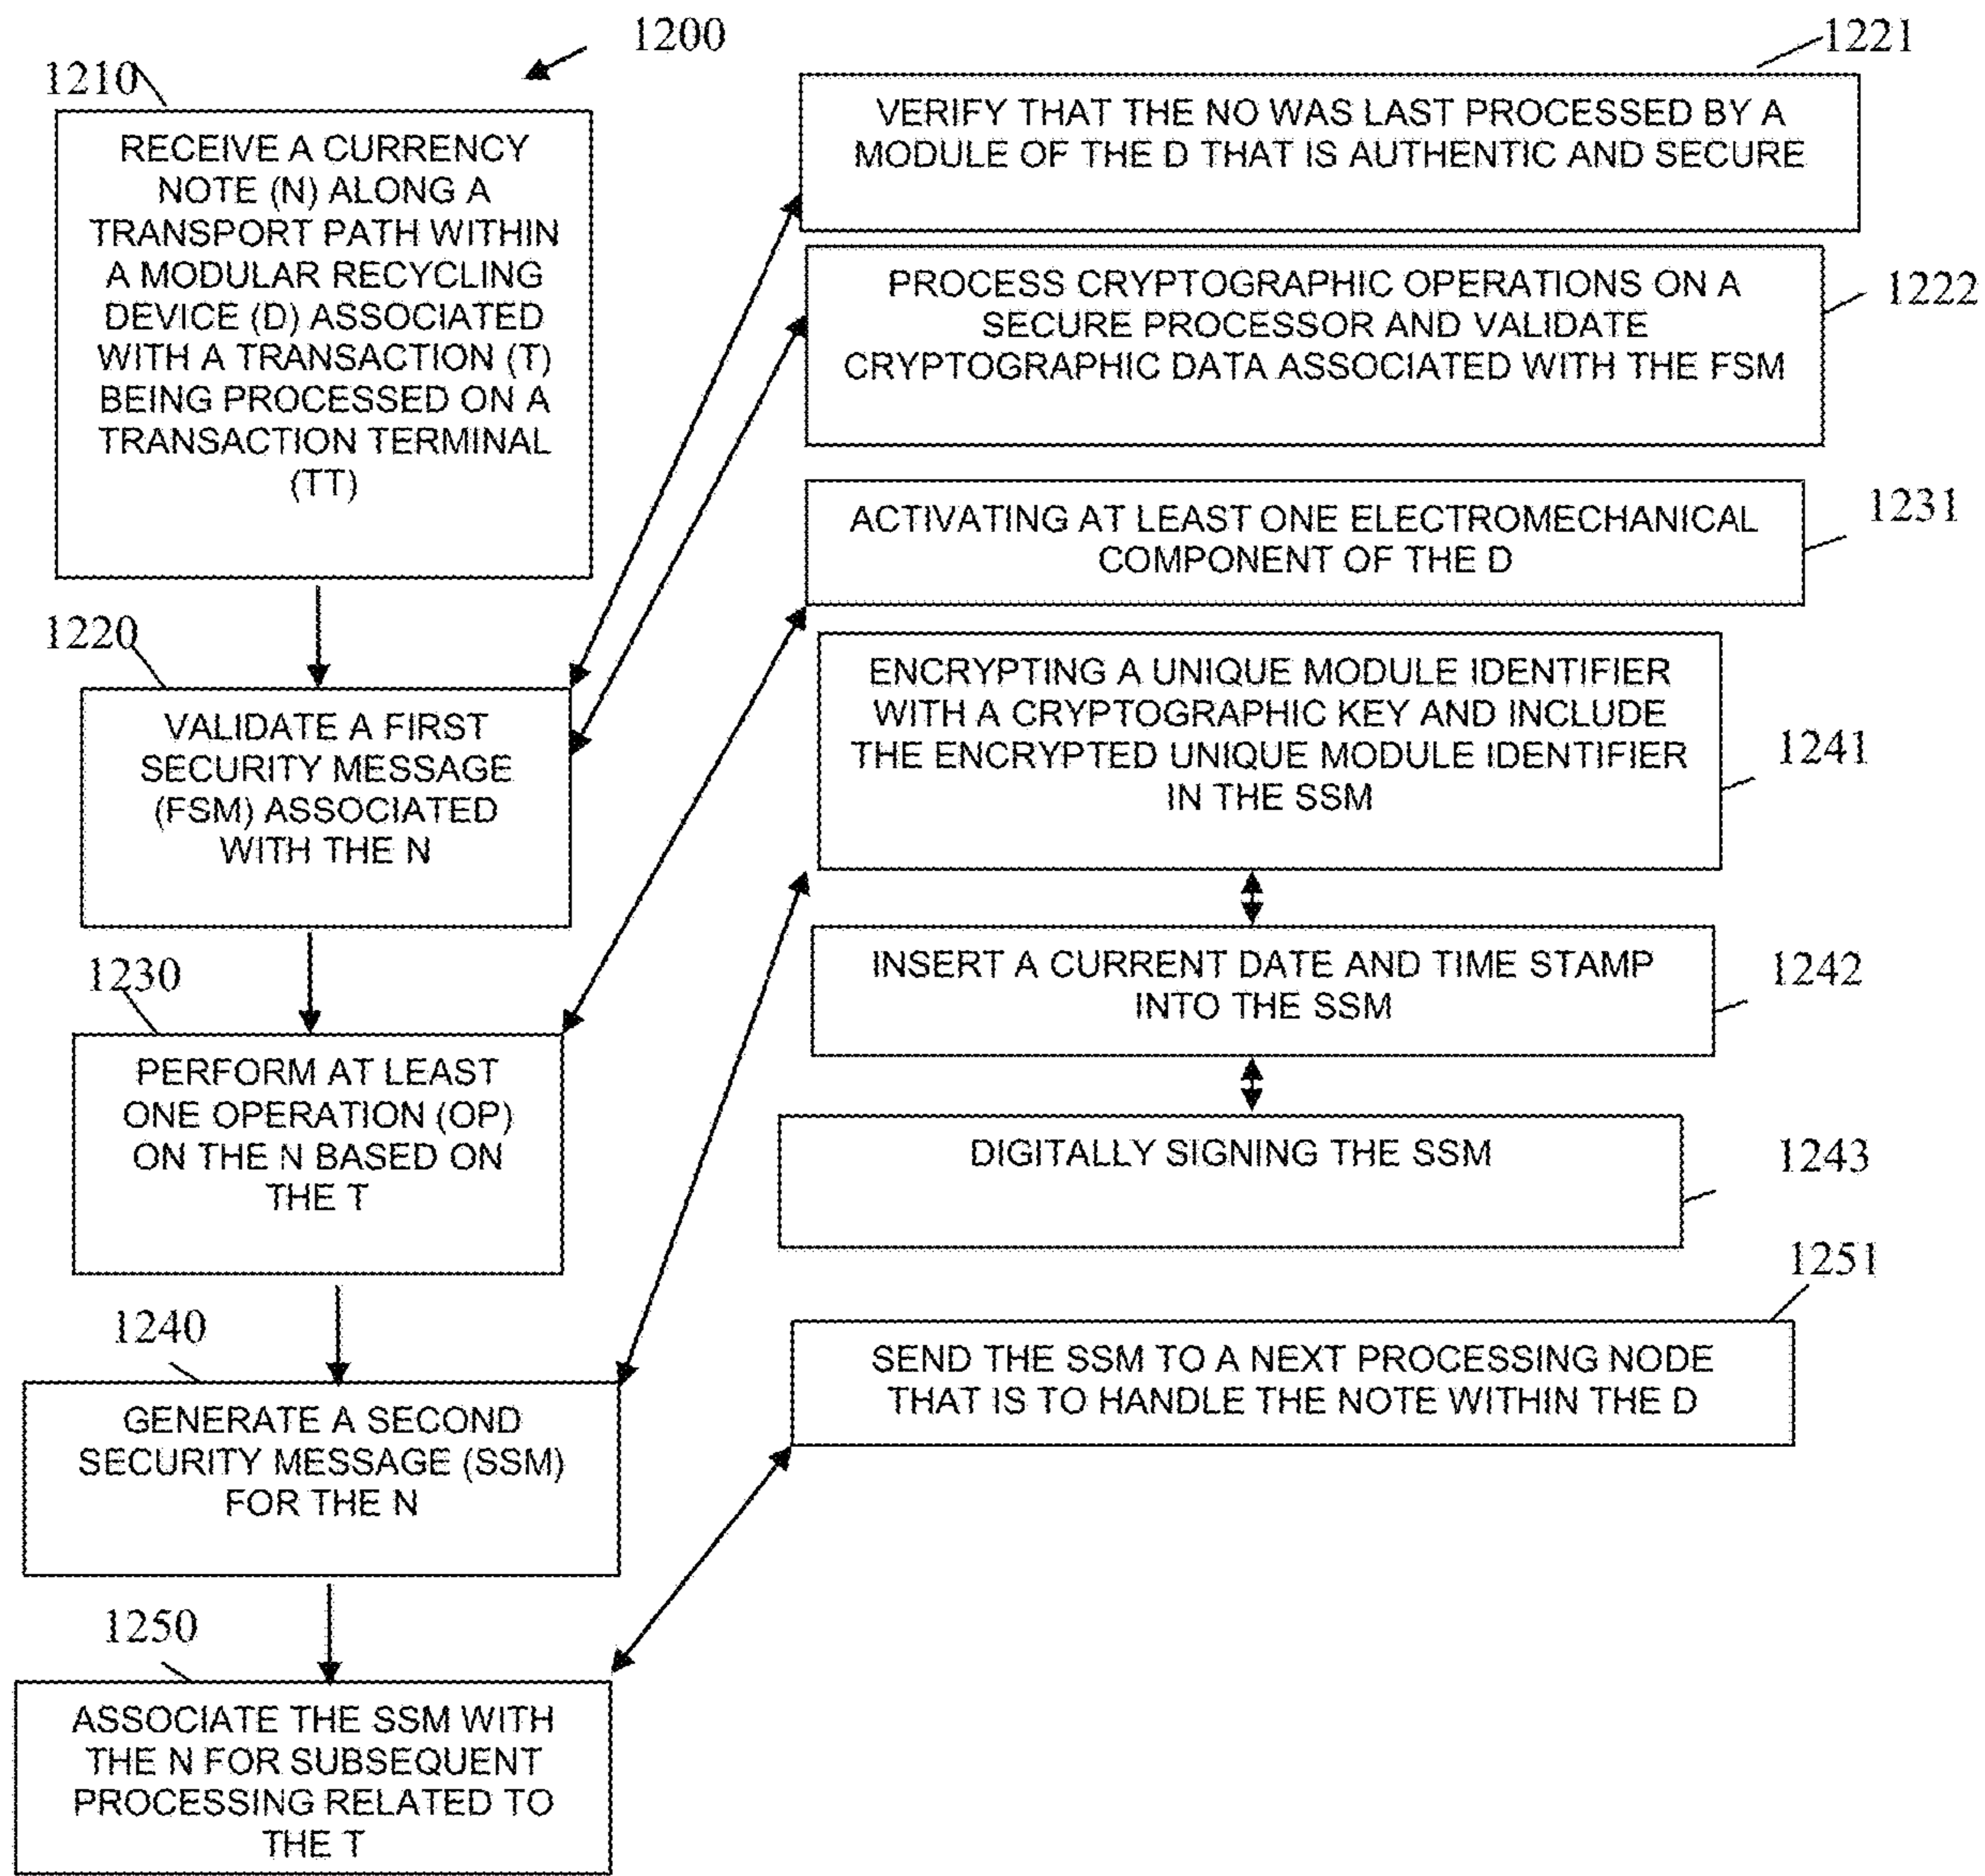 1200
1210
RECEIVE A CURRENCY
NOTE (N) ALONG A
TRANSPORT PATH WITHIN
A MODULAR RECYCLING
DEVICE (D) ASSOCIATED
WITH A TRANSACTION (T)
BEING PROCESSED ON A
TRANSACTION TERMINAL
(TT)
1220
VALIDATE A FIRST
SECURITY MESSAGE
(FSM) ASSOCIATED
WITH THE N
1230
PERFORM AT LEAST
ONE OPERATION (OP)
ON THE N BASED ON
THE T
1240
GENERATE A SECOND
SECURITY MESSAGE (SSM)
FOR THE N
1250
ASSOCIATE THE SSM WITH
THE N FOR SUBSEQUENT
PROCESSING RELATED TO
THE T
1221
VERIFY THAT THE NO WAS LAST PROCESSED BY A
MODULE OF THE D THAT IS AUTHENTIC AND SECURE
1222
PROCESS CRYPTOGRAPHIC OPERATIONS ON A
SECURE PROCESSOR AND VALIDATE
CRYPTOGRAPHIC DATA ASSOCIATED WITH THE FSM
1231
ACTIVATING AT LEAST ONE ELECTROMECHANICAL
COMPONENT OF THE D
1241
ENCRYPTING A UNIQUE MODULE IDENTIFIER
WITH A CRYPTOGRAPHIC KEY AND INCLUDE
THE ENCRYPTED UNIQUE MODULE IDENTIFIER
IN THE SSM
1242
INSERT A CURRENT DATE AND TIME STAMP
INTO THE SSM
1243
DIGITALLY SIGNING THE SSM
1251
SEND THE SSM TO A NEXT PROCESSING NODE
THAT IS TO HANDLE THE NOTE WITHIN THE D